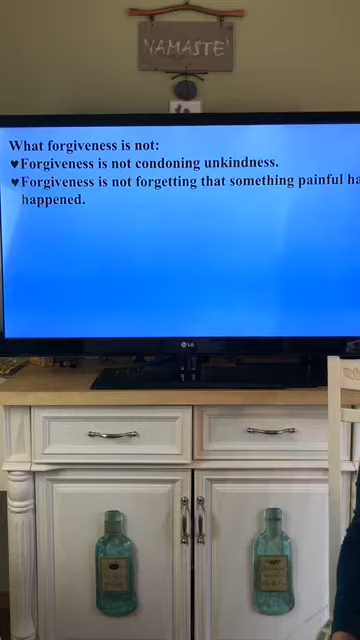 NAMASTE'
What forgiveness is not:
♥Forgiveness is not condoning unkindness.
♥Forgiveness is not forgetting that something painful ha
happened.
LG